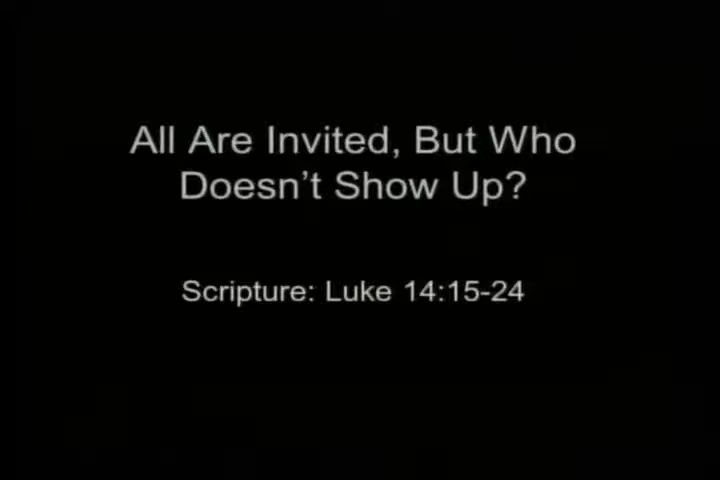 All Are Invited, But Who
Doesn't Show Up?
Scripture: Luke 14:15-24